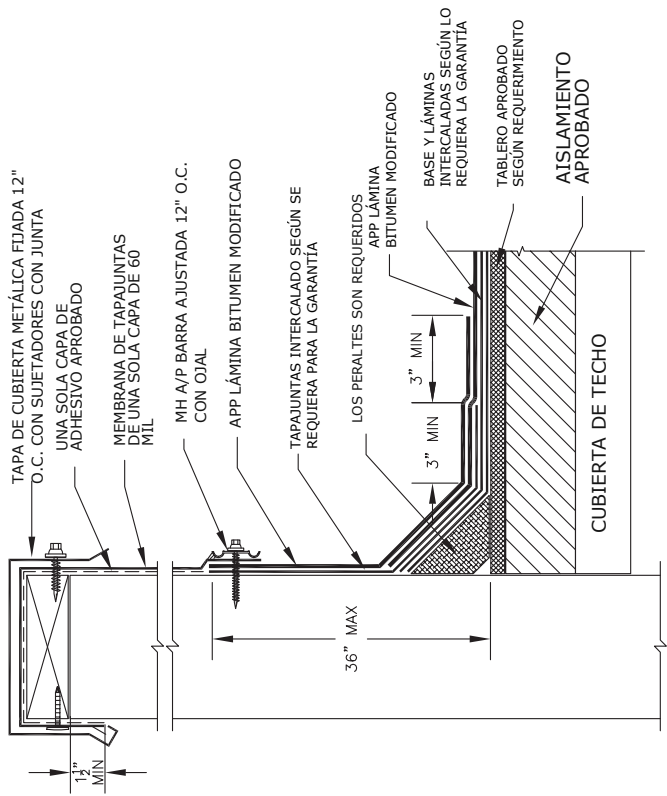 TAPA DE CUBIERTA METÁLICA FIJADA 12"
O.C. CON SUJETADORES CON JUNTA
UNA SOLA CAPA DE
ADHESIVO APROBADO
MEMBRANA DE TAPAJUNTAS
DE UNA SOLA CAPA DE 60
MIL
MH A/P BARRA AJUSTADA 12" O.C.
CON OJAL
APP LÁMINA BITUMEN MODIFICADO
TAPAJUNTAS INTERCALADO SEGÚN SE
REQUIERA PARA LA GARANTÍA
LOS PERALTES SON REQUERIDOS
APP LÁMINA
BITUMEN MODIFICADO
BASE Y LÁMINAS
INTERCALADAS SEGÚN LO
REQUIERA LA GARANTÍA
TABLERO APROBADO
SEGÚN REQUERIMIENTO
AISLAMIENTO
APROBADO
3" MIN
3" MIN
CUBIERTA DE TECHO
36" MAX
1 1/2"
MIN